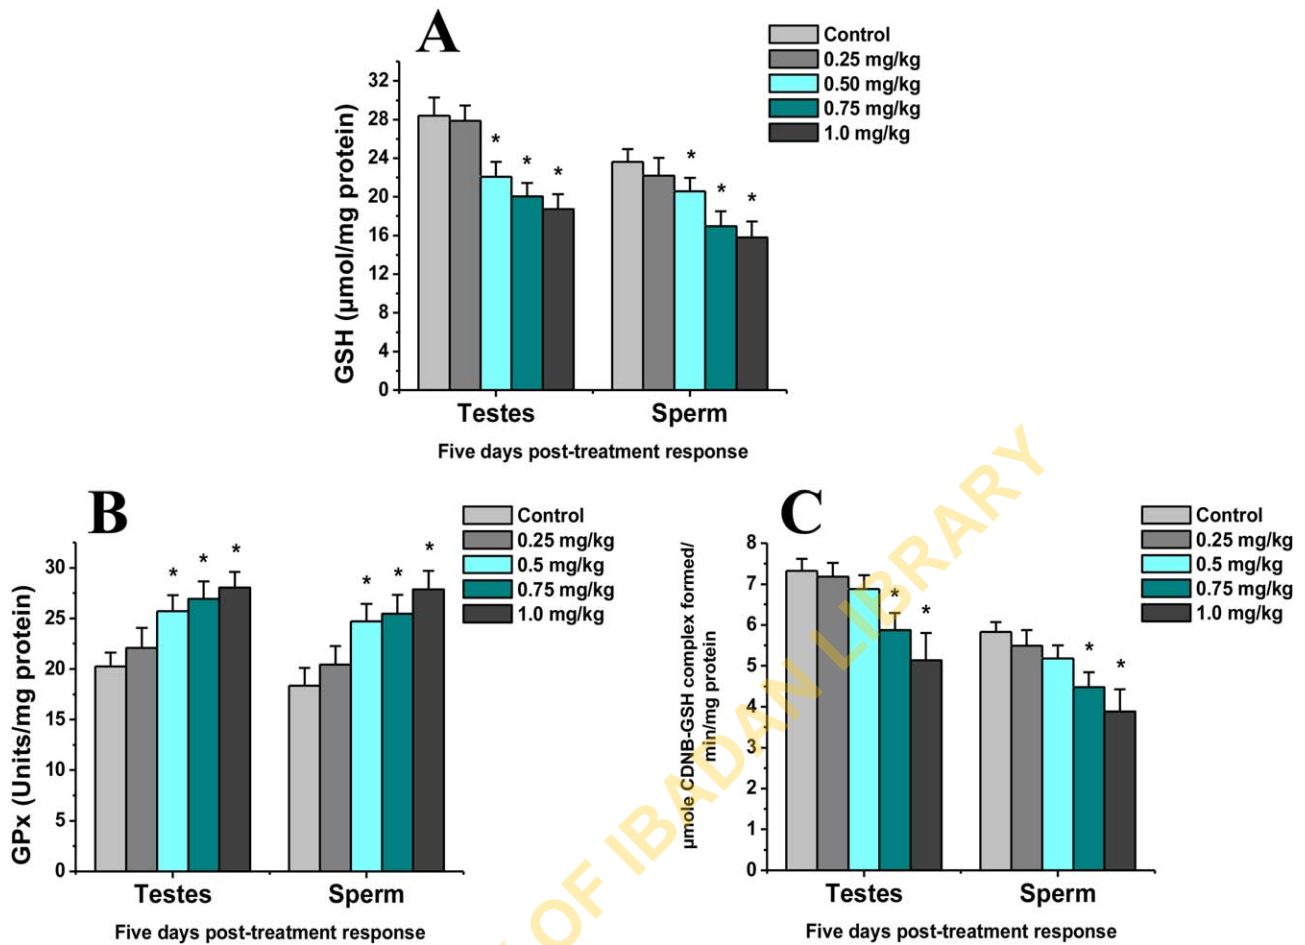 A
Control
0.25 mg/kg
0.50 mg/kg
0.75 mg/kg
1.0 mg/kg
GSH (µmol/mg protein)
32
28
24
20
16
12
8
4
0
* * *
* * *
Testes Sperm
Five days post-treatment response
B
Control
0.25 mg/kg
0.5 mg/kg
0.75 mg/kg
1.0 mg/kg
GPx (Units/mg protein)
30
25
20
15
10
5
0
* * *
* * *
Testes Sperm
Five days post-treatment response
C
Control
0.25 mg/kg
0.5 mg/kg
0.75 mg/kg
1.0 mg/kg
µmole CDNB-GSH complex formed/
min/mg protein
8
7
6
5
4
3
2
1
0
* *
* *
Testes Sperm
Five days post-treatment response
OF IBADAN LIBRARY